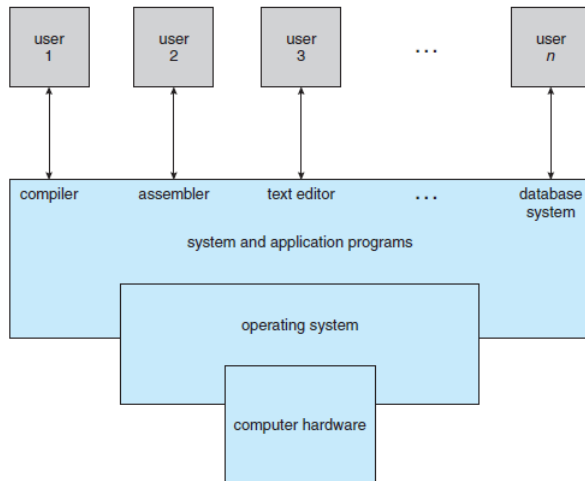 user
1
user
2
user
3
...
user
n
compiler
assembler
text editor
...
database
system
system and application programs
operating system
computer hardware